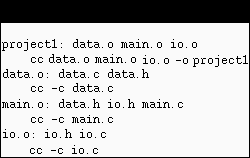 project1: data.o main.o io.o
cc data.o main.o io.o -o project1
data.o: data.c data.h
cc -c data.c
main.o: data.h io.h main.c
cc -c main.c
io.o: io.h io.c
cc -c io.c